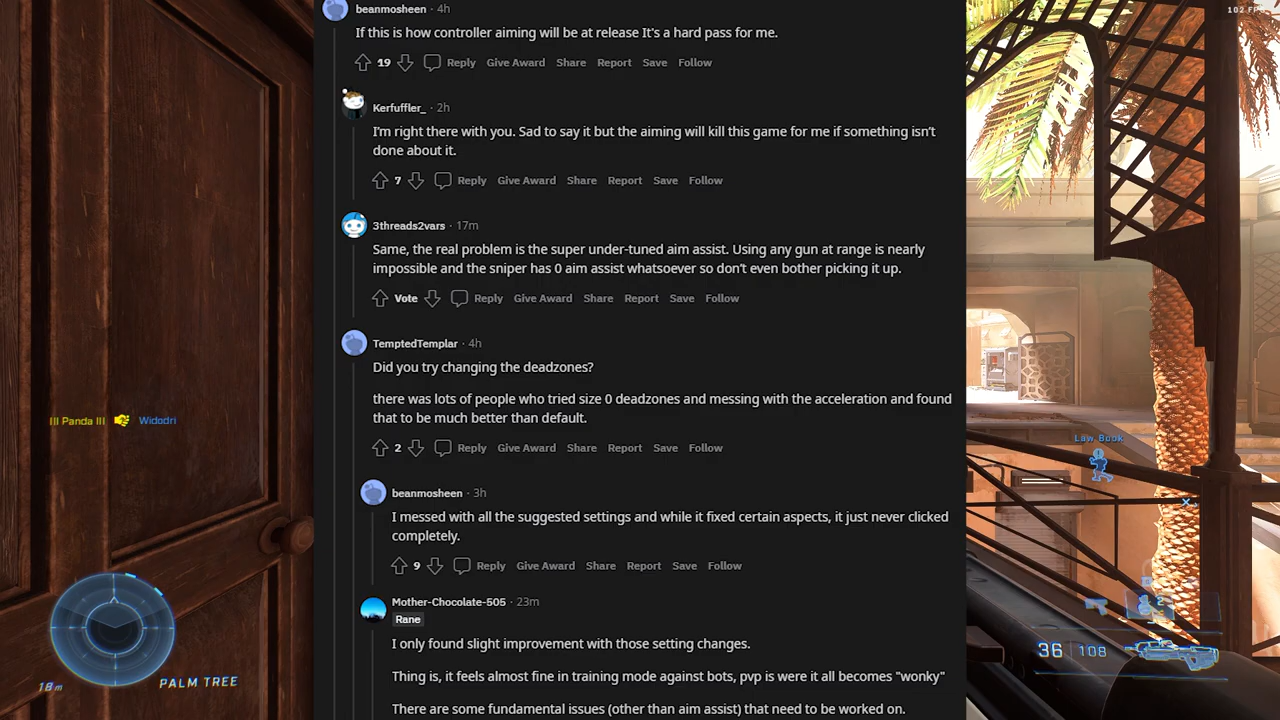 102 FPS
beanmosheen · 4h
If this is how controller aiming will be at release It's a hard pass for me.
19 Reply Give Award Share Report Save Follow
Kerfuffler_ · 2h
I'm right there with you. Sad to say it but the aiming will kill this game for me if something isn't
done about it.
7 Reply Give Award Share Report Save Follow
3threads2vars · 17m
Same, the real problem is the super under-tuned aim assist. Using any gun at range is nearly
impossible and the sniper has 0 aim assist whatsoever so don't even bother picking it up.
Vote Reply Give Award Share Report Save Follow
TemptedTemplar · 4h
Did you try changing the deadzones?
there was lots of people who tried size 0 deadzones and messing with the acceleration and found
that to be much better than default.
2 Reply Give Award Share Report Save Follow
beanmosheen · 3h
I messed with all the suggested settings and while it fixed certain aspects, it just never clicked
completely.
9 Reply Give Award Share Report Save Follow
Mother-Chocolate-505 · 23m
Rane
I only found slight improvement with those setting changes.
Thing is, it feels almost fine in training mode against bots, pvp is were it all becomes "wonky"
There are some fundamental issues (other than aim assist) that need to be worked on.
III Panda III Widodri
18m
PALM TREE
Law Book
2
36 108